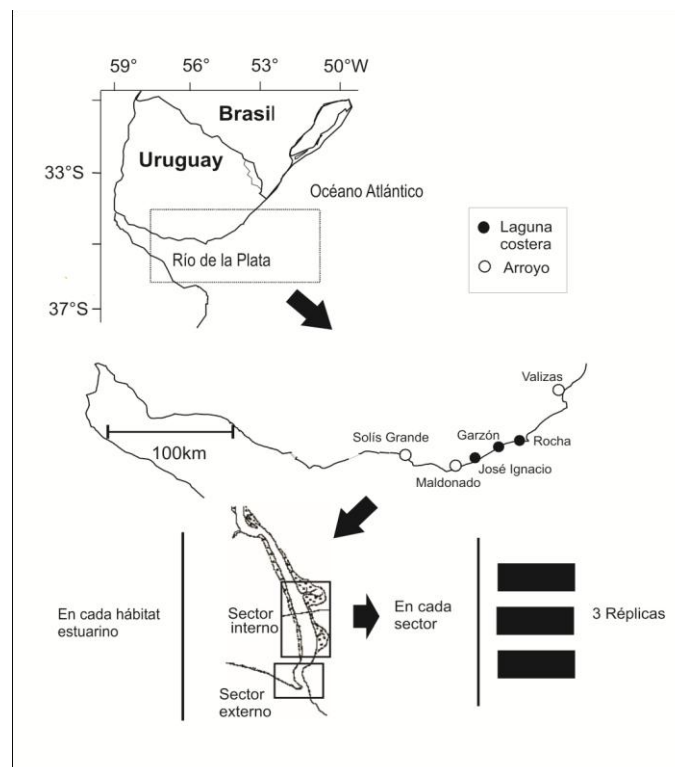 59° 56° 53° 50°W
Brasil
33°S
Uruguay
Océano Atlántico
Río de la Plata
37°S
Laguna
costera
Arroyo
Valizas
100km
Solís Grande
Garzón
Rocha
José Ignacio
Maldonado
En cada hábitat
estuarino
Sector
interno
Sector
externo
En cada
sector
3 Réplicas